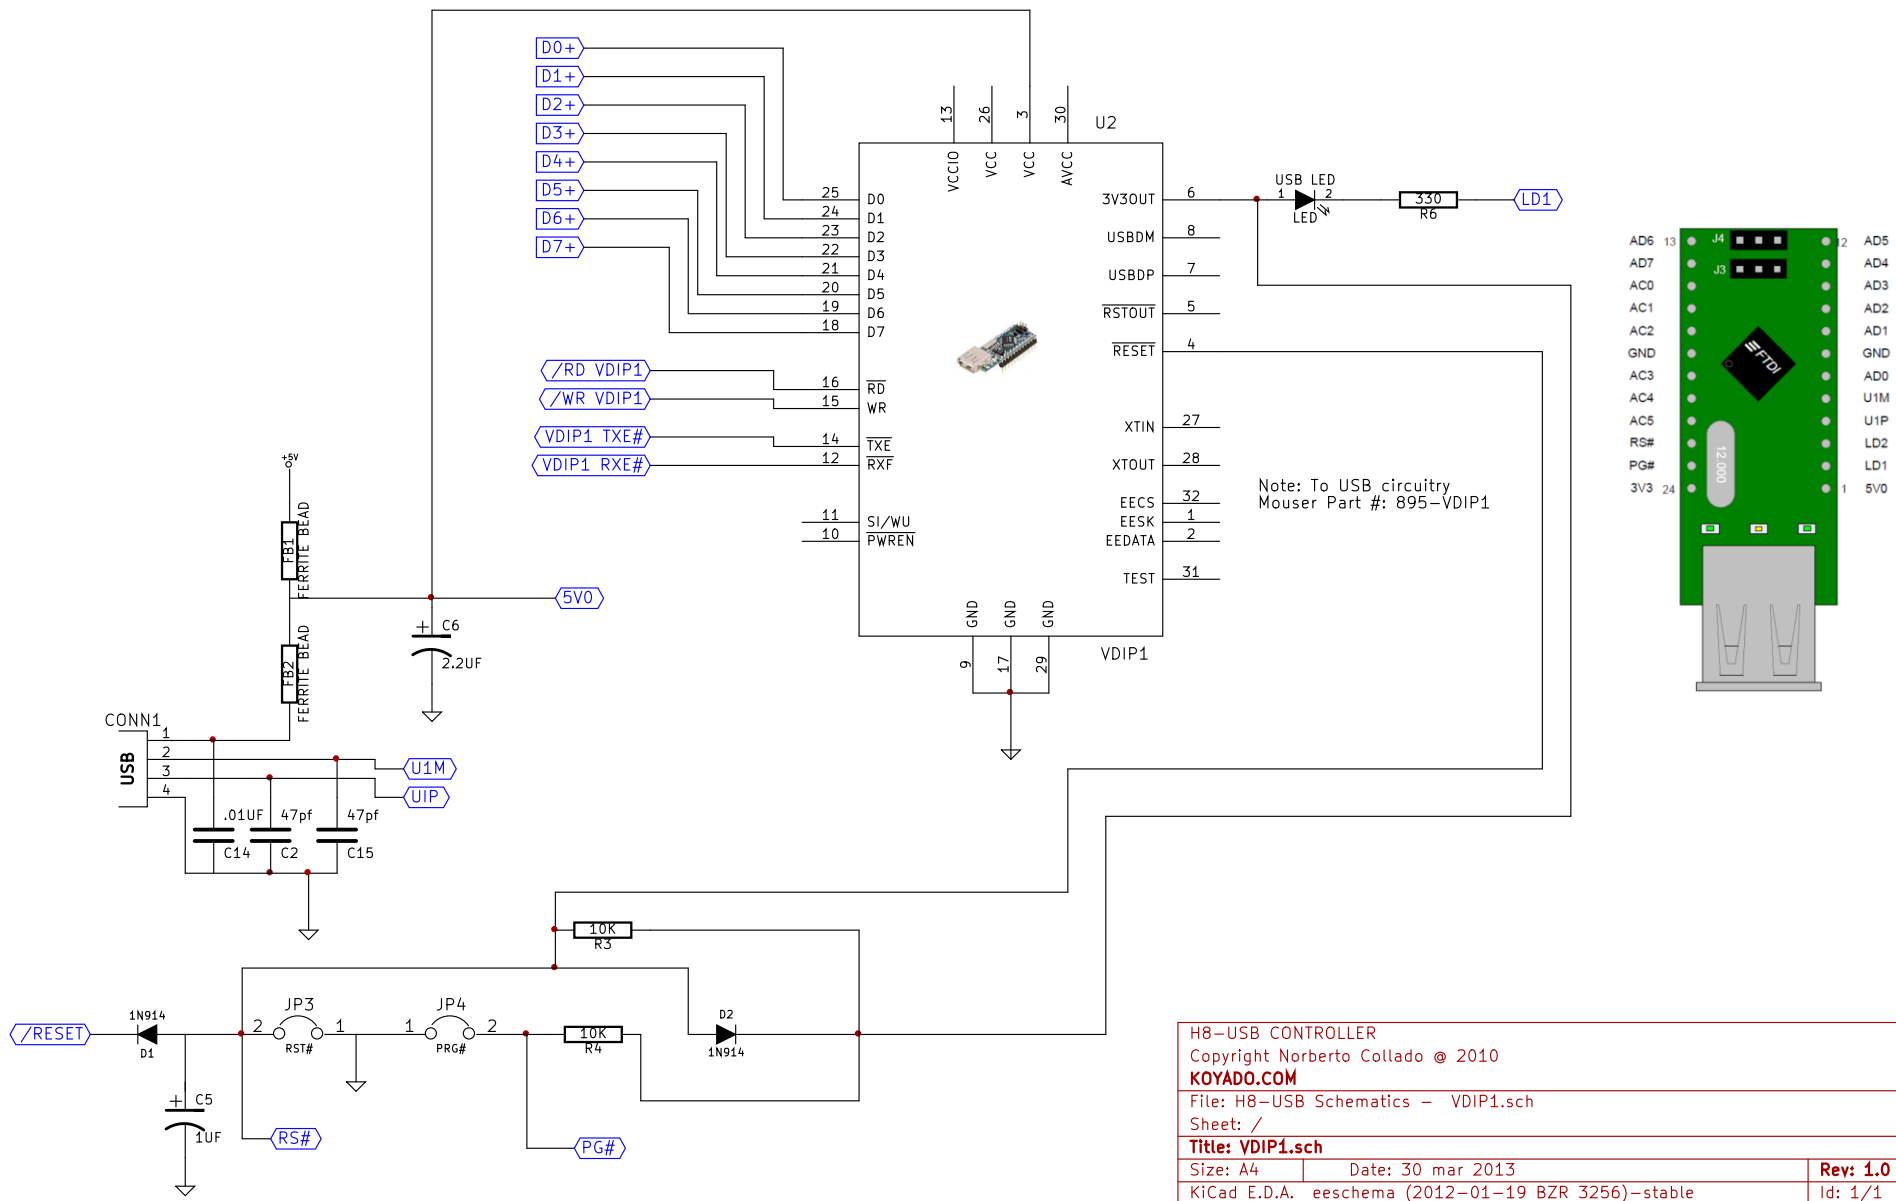 D0+
D1+
D2+
D3+
D4+
D5+
D6+
D7+
/RD VDIP1
/WR VDIP1
VDIP1 TXE#
VDIP1 RXE#
13
26
3
30
U2
VCCIO
VCC
VCC
AVCC
25 D0
24 D1
23 D2
22 D3
21 D4
20 D5
19 D6
18 D7
16 RD
15 WR
14 TXE
12 RXF
11 SI/WU
10 PWREN
3V3OUT 6
USBDM 8
USBDP 7
RSTOUT 5
RESET 4
XTIN 27
XTOUT 28
EECS 32
EESK 1
EEDATA 2
TEST 31
GND
GND
GND
9
17
29
VDIP1
USB LED
1
2
LED
330
R6
LD1
Note: To USB circuitry
Mouser Part #: 895-VDIP1
AD6 13
AD7
AC0
AC1
AC2
GND
AC3
AC4
AC5
RS#
PG#
3V3 24
J4
J3
FTDI
12.000
12 AD5
AD4
AD3
AD2
AD1
GND
AD0
U1M
U1P
LD2
LD1
1 5V0
+5V
FB1
FERRITE BEAD
FB2
FERRITE BEAD
5V0
C6
2.2UF
CONN1
USB
1
2
3
4
U1M
UIP
.01UF
47pf
47pf
C14
C2
C15
10K
R3
/RESET
1N914
D1
C5
1UF
JP3
2
1
RST#
JP4
1
2
PRG#
10K
R4
D2
1N914
RS#
PG#
H8-USB CONTROLLER
Copyright Norberto Collado @ 2010
KOYADO.COM
File: H8-USB Schematics - VDIP1.sch
Sheet: /
Title: VDIP1.sch
Size: A4
Date: 30 mar 2013
Rev: 1.0
KiCad E.D.A. eeschema (2012-01-19 BZR 3256)-stable
Id: 1/1